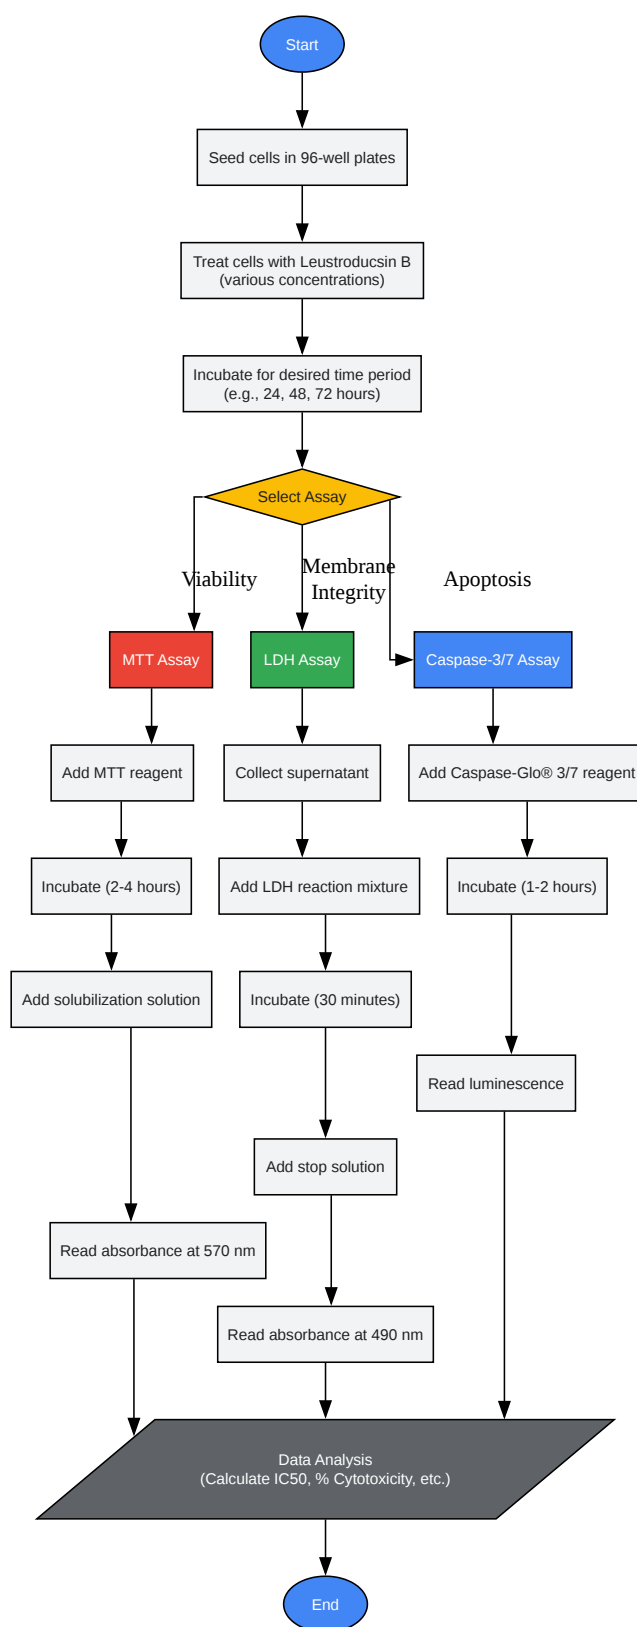 Start
Seed cells in 96-well plates
Treat cells with Leustroducsin B
(various concentrations)
Incubate for desired time period
(e.g., 24, 48, 72 hours)
Select Assay
Viability
Membrane
Integrity
Apoptosis
MTT Assay
LDH Assay
Caspase-3/7 Assay
Add MTT reagent
Collect supernatant
Add Caspase-Glo® 3/7 reagent
Incubate (2-4 hours)
Add LDH reaction mixture
Incubate (1-2 hours)
Add solubilization solution
Incubate (30 minutes)
Read luminescence
Add stop solution
Read absorbance at 570 nm
Read absorbance at 490 nm
Data Analysis
(Calculate IC50, % Cytotoxicity, etc.)
End